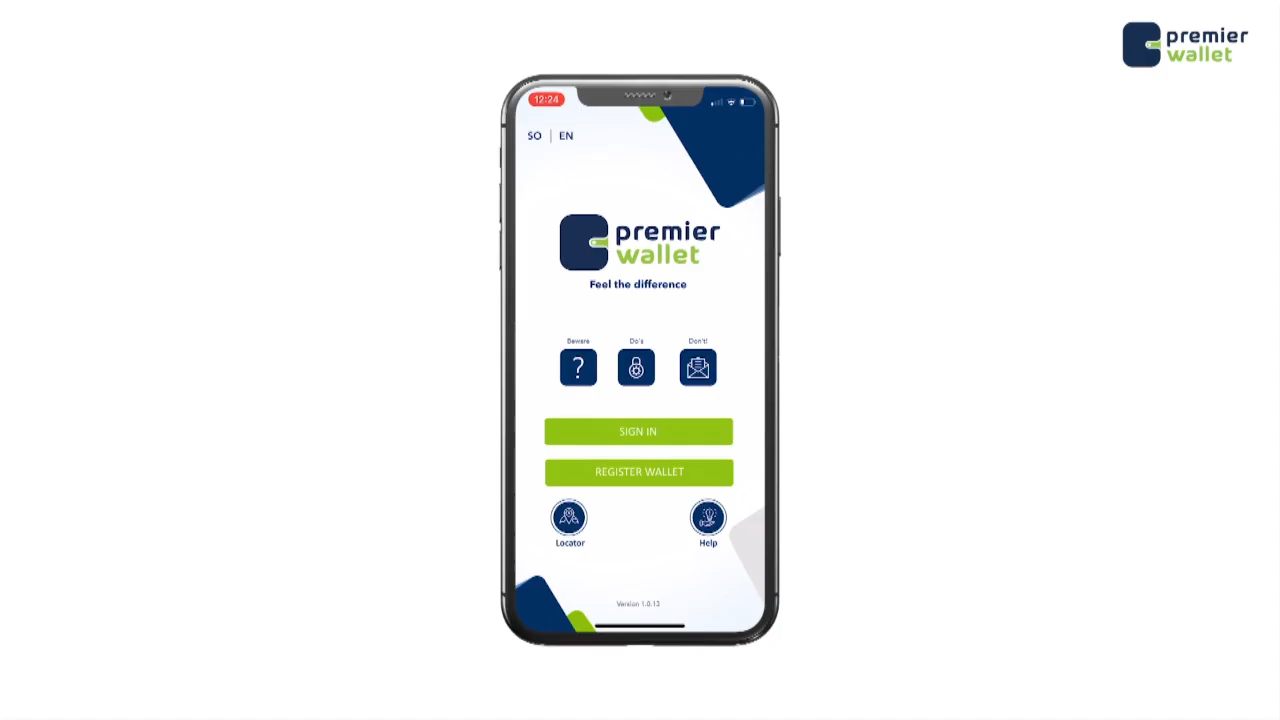 premier
wallet
12:24
SO | EN
premier
wallet
Feel the difference
Beware
Do's
Don't!
SIGN IN
REGISTER WALLET
Locator
Help
Version 1.0.13